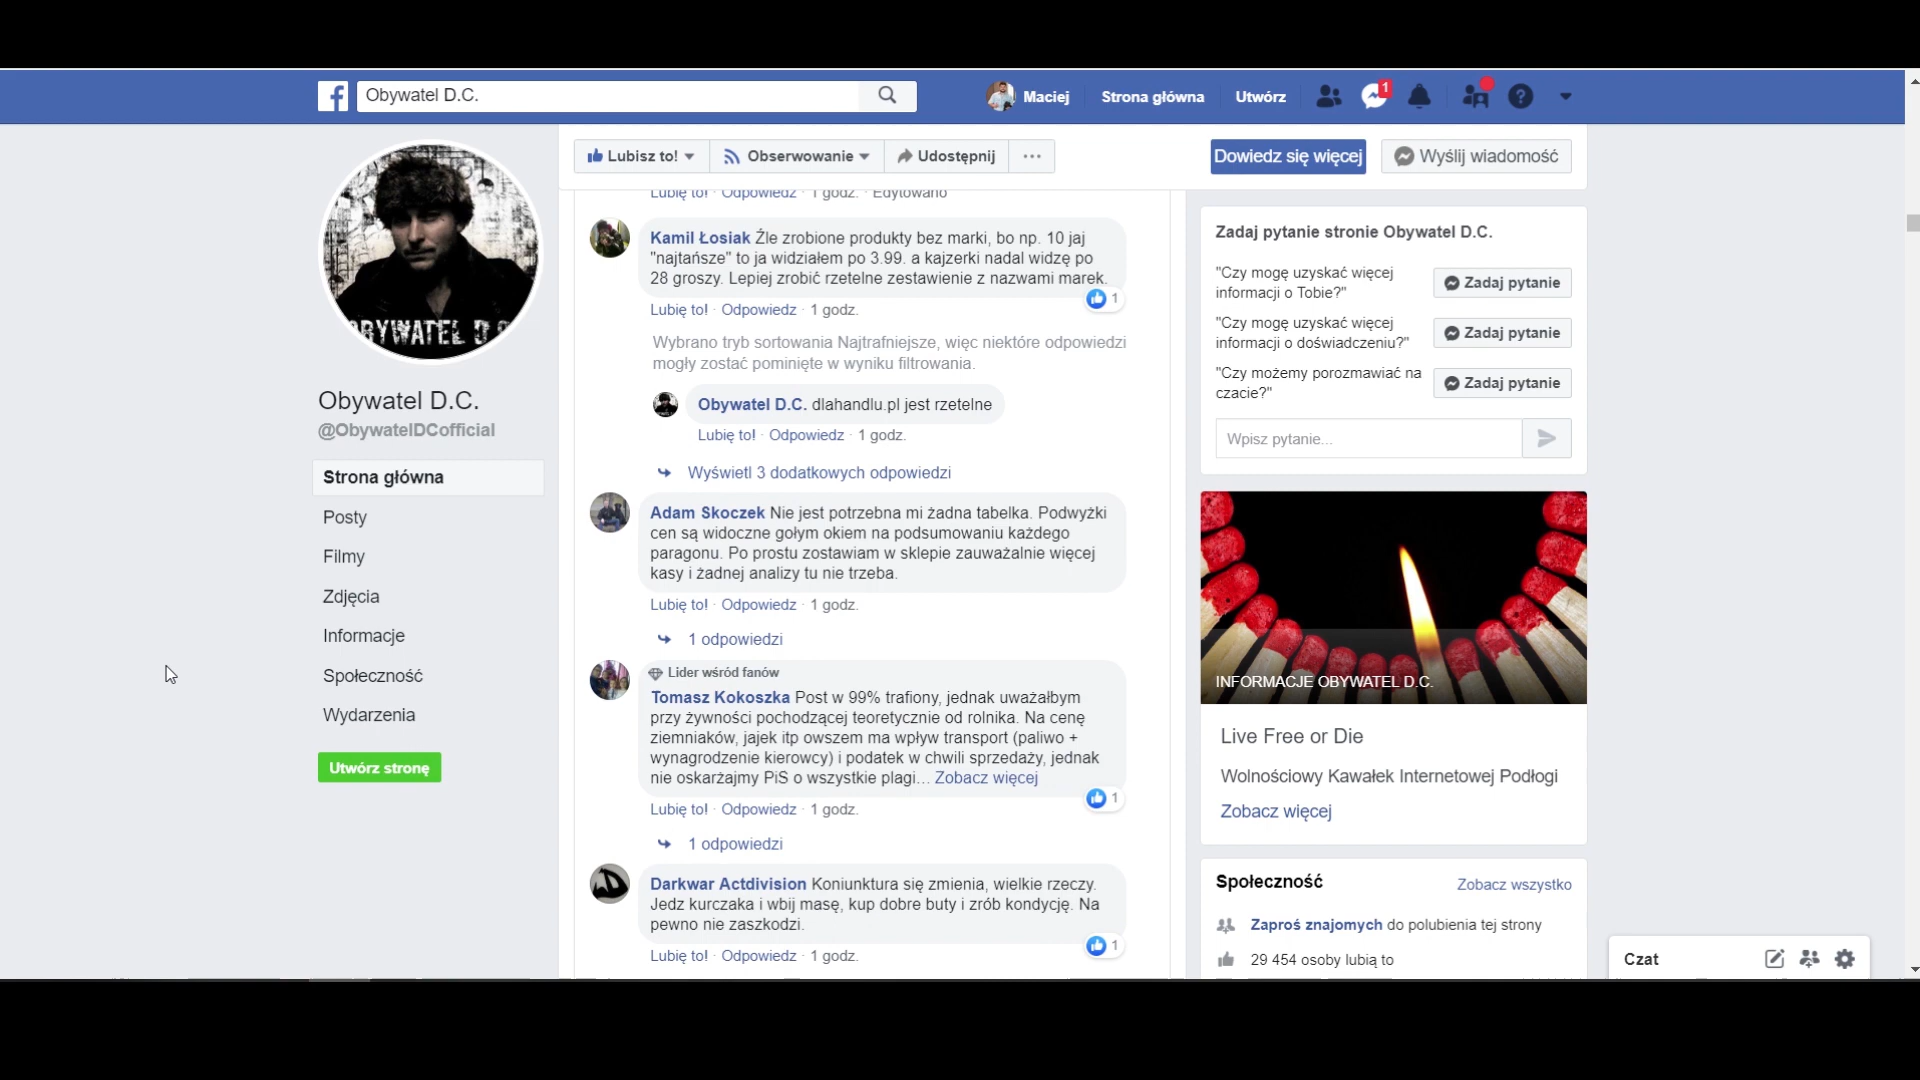 Obywatel D.C.
Maciej
Strona główna
Utwórz
1
Lubisz to!
Obserwowanie
Udostępnij
Dowiedz się więcej
Wyślij wiadomość
OBYWATEL D.C.
Obywatel D.C.
@ObywatelDCofficial
Strona główna
Posty
Filmy
Zdjęcia
Informacje
Społeczność
Wydarzenia
Utwórz stronę
Lubię to! · Odpowiedz · 1 godz. · Edytowano
Kamil Łosiak Źle zrobione produkty bez marki, bo np. 10 jaj
"najtańsze" to ja widziałem po 3.99. a kajzerki nadal widzę po
28 groszy. Lepiej zrobić rzetelne zestawienie z nazwami marek.
1
Lubię to! · Odpowiedz · 1 godz.
Wybrano tryb sortowania Najtrafniejsze, więc niektóre odpowiedzi
mogły zostać pominięte w wyniku filtrowania.
Obywatel D.C. dlahandlu.pl jest rzetelne
Lubię to! · Odpowiedz · 1 godz.
Wyświetl 3 dodatkowych odpowiedzi
Adam Skoczek Nie jest potrzebna mi żadna tabelka. Podwyżki
cen są widoczne gołym okiem na podsumowaniu każdego
paragonu. Po prostu zostawiam w sklepie zauważalnie więcej
kasy i żadnej analizy tu nie trzeba.
Lubię to! · Odpowiedz · 1 godz.
1 odpowiedzi
Lider wśród fanów
Tomasz Kokoszka Post w 99% trafiony, jednak uważałbym
przy żywności pochodzącej teoretycznie od rolnika. Na cenę
ziemniaków, jajek itp owszem ma wpływ transport (paliwo +
wynagrodzenie kierowcy) i podatek w chwili sprzedaży, jednak
nie oskarżajmy PiS o wszystkie plagi... Zobacz więcej
1
Lubię to! · Odpowiedz · 1 godz.
1 odpowiedzi
Darkwar Actdivision Koniunktura się zmienia, wielkie rzeczy.
Jedz kurczaka i wbij masę, kup dobre buty i zrób kondycję. Na
pewno nie zaszkodzi.
1
Lubię to! · Odpowiedz · 1 godz.
Zadaj pytanie stronie Obywatel D.C.
"Czy mogę uzyskać więcej
informacji o Tobie?"
Zadaj pytanie
"Czy mogę uzyskać więcej
informacji o doświadczeniu?"
Zadaj pytanie
"Czy możemy porozmawiać na
czacie?"
Zadaj pytanie
Wpisz pytanie...
INFORMACJE OBYWATEL D.C.
Live Free or Die
Wolnościowy Kawałek Internetowej Podłogi
Zobacz więcej
Społeczność
Zobacz wszystko
Zaproś znajomych do polubienia tej strony
29 454 osoby lubią to
Czat